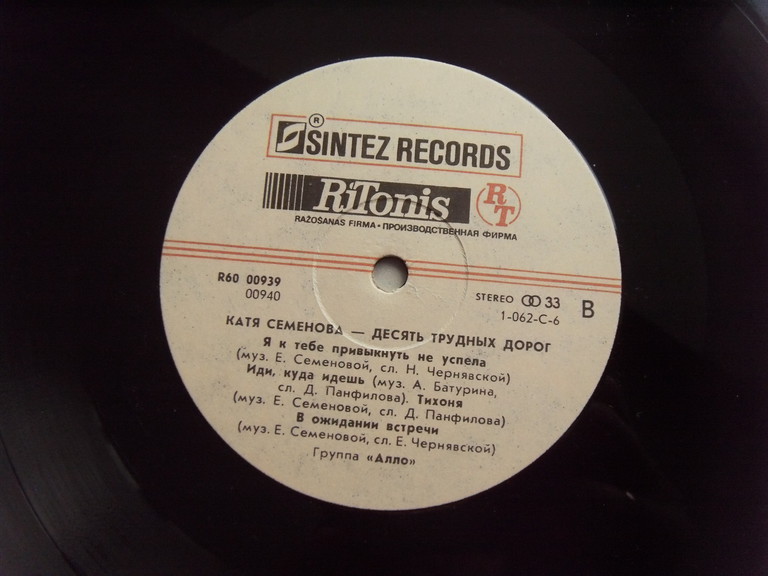 ®
SINTEZ RECORDS
RiTonis RT
RAŽOŠANAS FIRMA • ПРОИЗВОДСТВЕННАЯ ФИРМА
R60 00939
00940
STEREO 33
1-062-C-6
B
КАТЯ СЕМЕНОВА — ДЕСЯТЬ ТРУДНЫХ ДОРОГ
Я к тебе привыкнуть не успела
(муз. Е. Семеновой, сл. Н. Чернявской)
Иди, куда идешь (муз. А. Батурина,
сл. Д. Панфилова). Тихоня
(муз. Е. Семеновой, сл. Д. Панфилова)
В ожидании встречи
(муз. Е. Семеновой, сл. Е. Чернявской)
Группа «Алло»